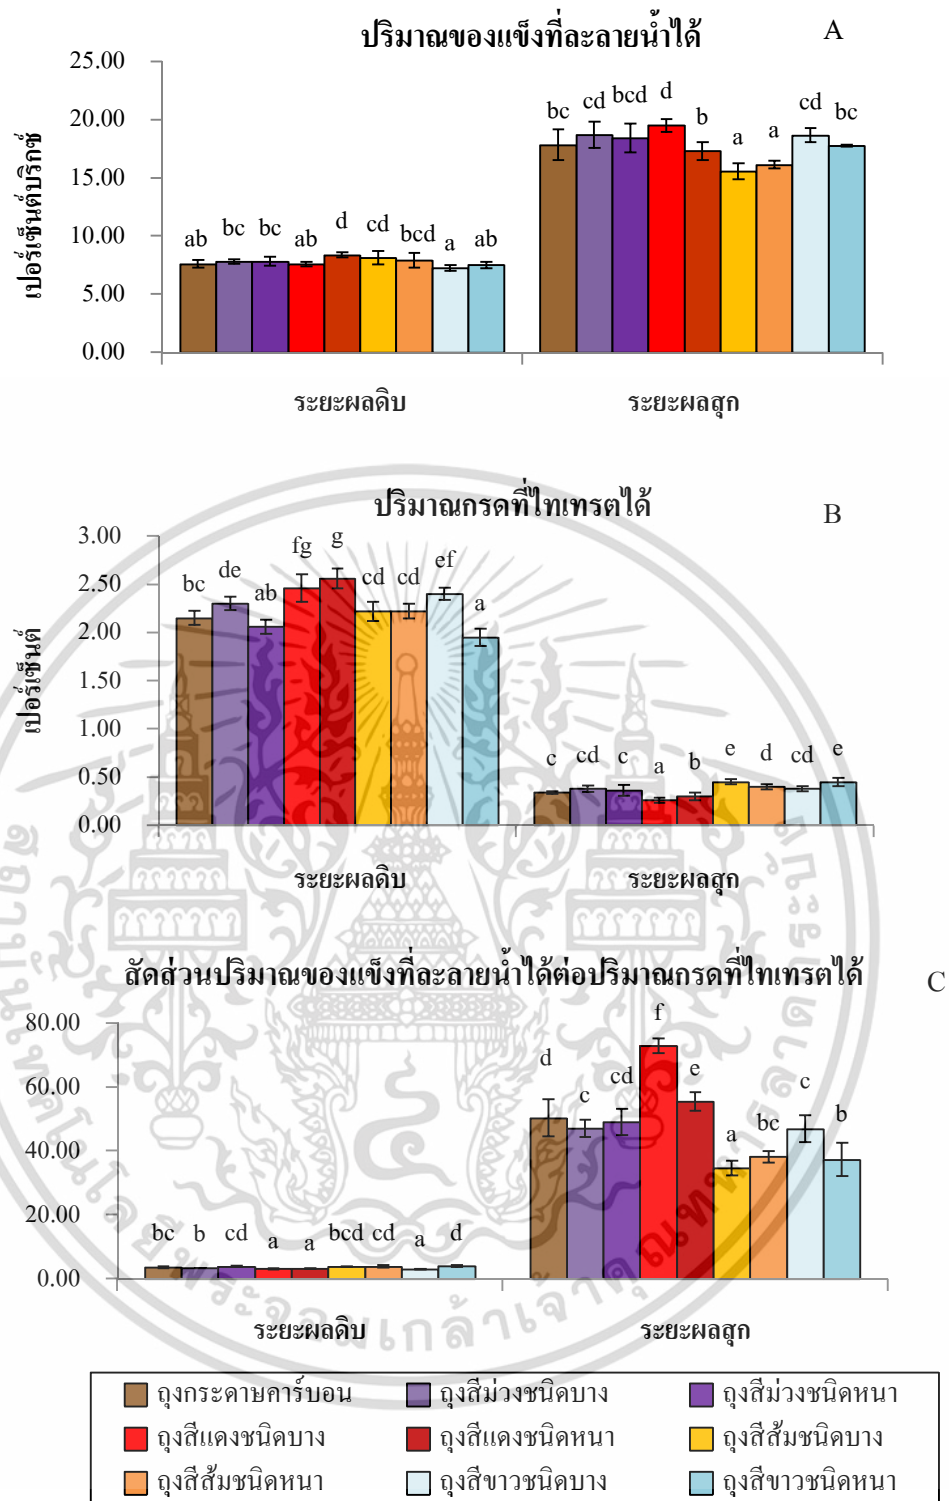 ปริมาณของแข็งที่ละลายน้ำได้ A
เปอร์เซ็นต์บริกซ์
25.00
20.00
15.00
10.00
5.00
0.00
ab bc bc ab d cd bcd a ab
bc cd bcd d b a a cd bc
ระยะผลดิบ ระยะผลสุก
ปริมาณกรดที่ไทเทรตได้ B
เปอร์เซ็นต์
3.00
2.50
2.00
1.50
1.00
0.50
0.00
bc de ab fg g cd cd ef a
c cd c a b e d cd e
ระยะผลดิบ ระยะผลสุก
สัดส่วนปริมาณของแข็งที่ละลายน้ำได้ต่อปริมาณกรดที่ไทเทรตได้ C
80.00
60.00
40.00
20.00
0.00
bc b cd a a bcd cd a d
d c cd f e a bc c b
ระยะผลดิบ ระยะผลสุก
ถุงกระดาษคาร์บอน ถุงสีม่วงชนิดบาง ถุงสีม่วงชนิดหนา
ถุงสีแดงชนิดบาง ถุงสีแดงชนิดหนา ถุงสีส้มชนิดบาง
ถุงสีส้มชนิดหนา ถุงสีขาวชนิดบาง ถุงสีขาวชนิดหนา